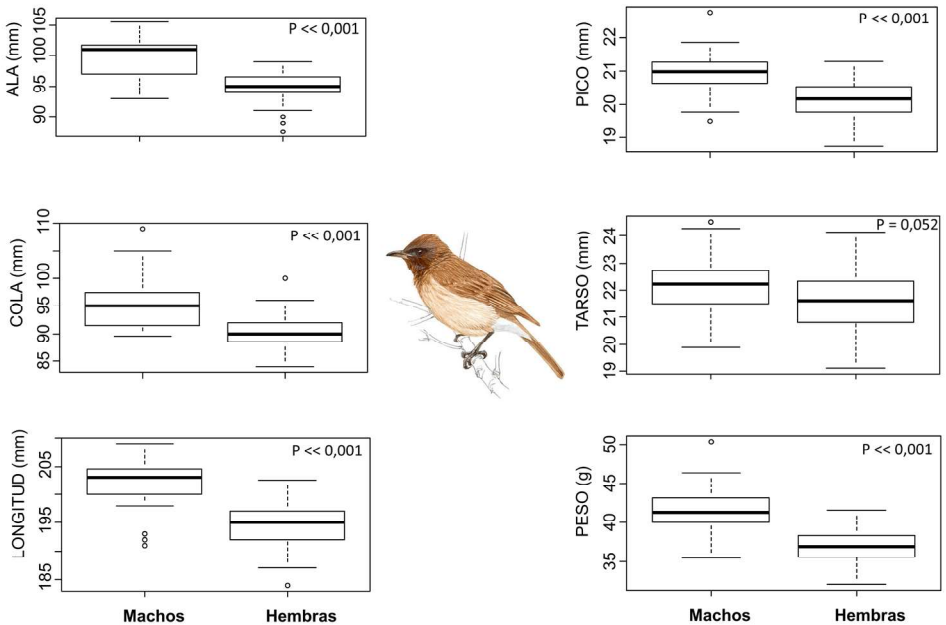 ALA (mm)
90 95 100 105
P << 0,001
PICO (mm)
19 20 21 22
P << 0,001
COLA (mm)
85 90 95 100 110
P << 0,001
TARSO (mm)
19 20 21 22 23 24
P = 0,052
LONGITUD (mm)
185 195 205
P << 0,001
Machos Hembras
PESO (g)
35 40 45 50
P << 0,001
Machos Hembras